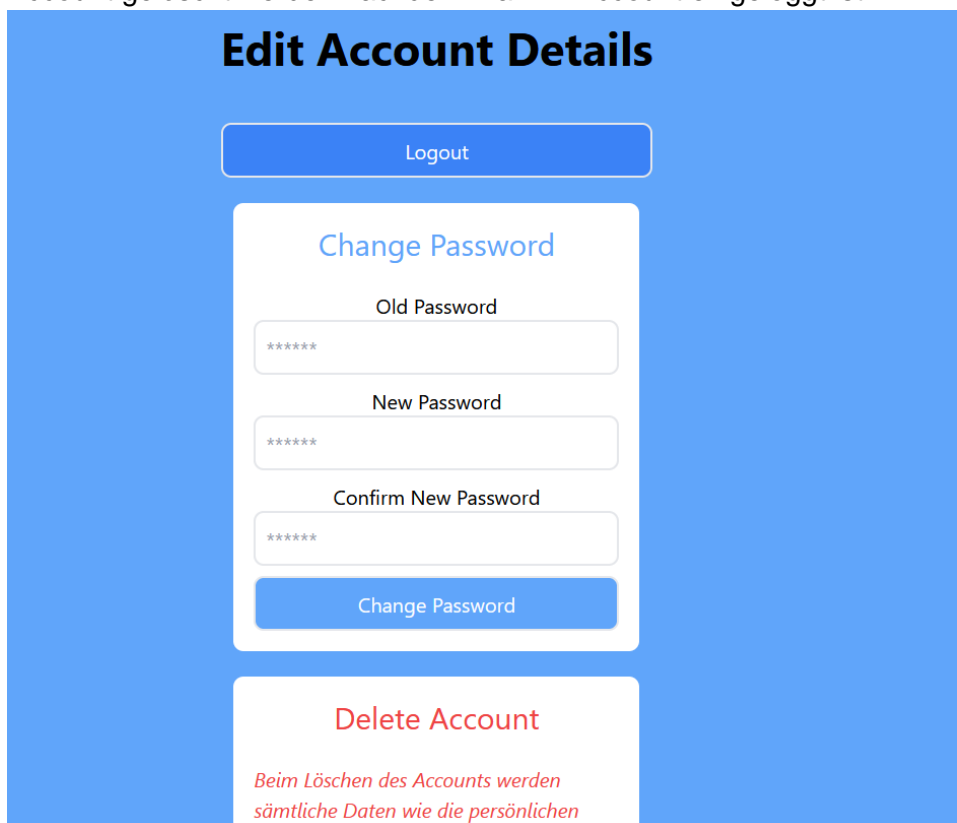 Edit Account Details
Logout
Change Password
Old Password
******
New Password
******
Confirm New Password
******
Change Password
Delete Account
Beim Löschen des Accounts werden
sämtliche Daten wie die persönlichen